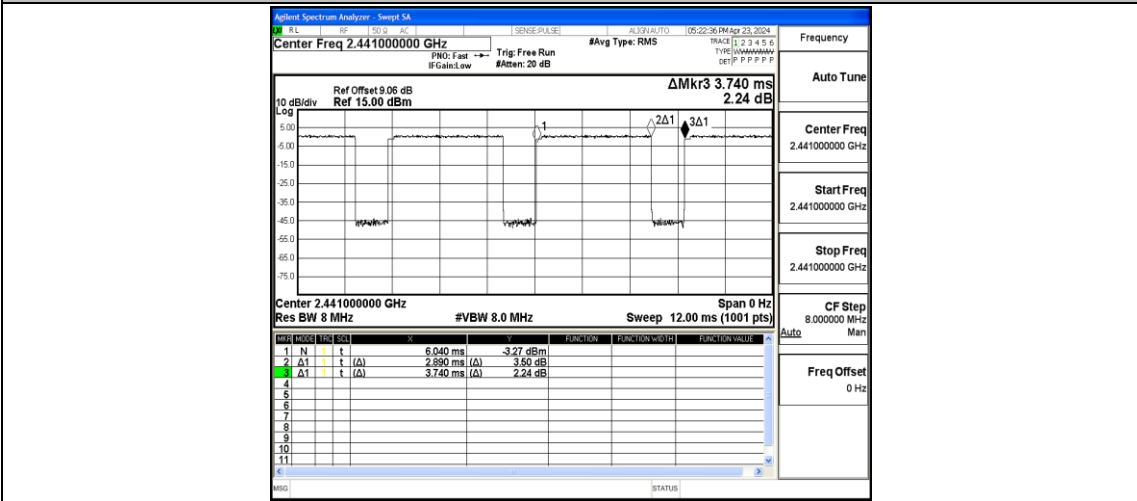 Agilent Spectrum Analyzer - Swept SA
RL RF 50 Ω AC SENSE:PULSE ALIGN AUTO 05:22:36 PM Apr 23, 2024
Center Freq 2.441000000 GHz
PNO: Fast
IFGain:Low
Trig: Free Run
#Atten: 20 dB
#Avg Type: RMS
TRACE 1 2 3 4 5 6
TYPE
DET P P P P P P
Frequency
ΔMkr3 3.740 ms
2.24 dB
Ref Offset 9.06 dB
10 dB/div Ref 15.00 dBm
Log
5.00
-5.00
-15.0
-25.0
-35.0
-45.0
-55.0
-65.0
-75.0
1
2Δ1
3Δ1
Center 2.441000000 GHz Span 0 Hz
Res BW 8 MHz #VBW 8.0 MHz Sweep 12.00 ms (1001 pts)
MKR MODE TRC SCL X Y FUNCTION FUNCTION WIDTH FUNCTION VALUE
1 N 1 t 6.040 ms -3.27 dBm
2 Δ1 1 t (Δ) 2.890 ms (Δ) 3.50 dB
3 Δ1 1 t (Δ) 3.740 ms (Δ) 2.24 dB
4
5
6
7
8
9
10
11
MSG STATUS
Auto Tune
Center Freq
2.441000000 GHz
Start Freq
2.441000000 GHz
Stop Freq
2.441000000 GHz
CF Step
8.000000 MHz
Auto Man
Freq Offset
0 Hz